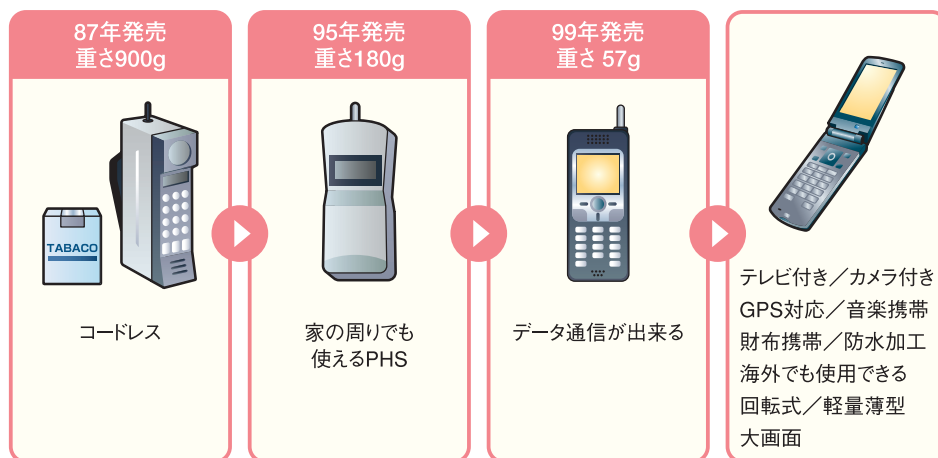 87年発売
重さ900g
TABACO
コードレス
95年発売
重さ180g
家の周りでも
使えるPHS
99年発売
重さ 57g
データ通信が出来る
テレビ付き／カメラ付き
GPS対応／音楽携帯
財布携帯／防水加工
海外でも使用できる
回転式／軽量薄型
大画面